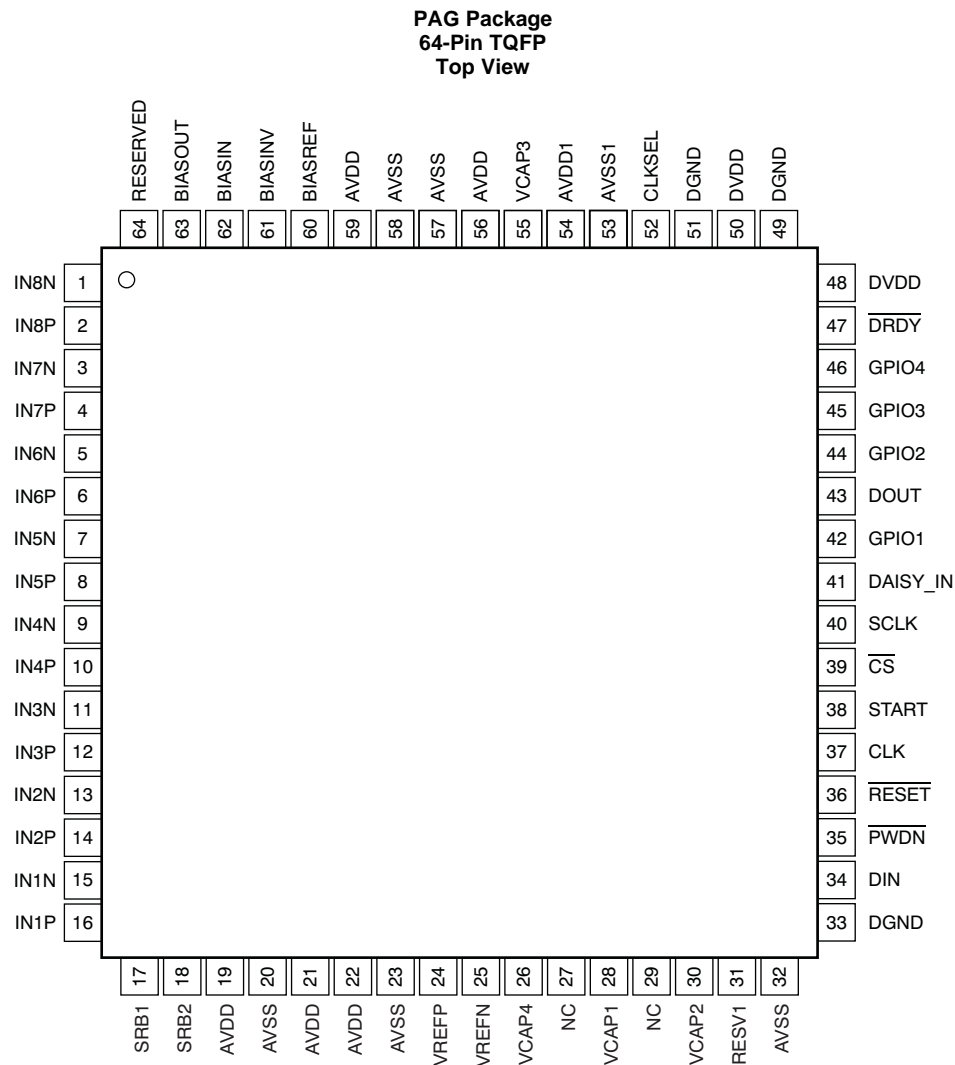 PAG Package
64-Pin TQFP
Top View
RESERVED BIASOUT BIASIN BIASINV BIASREF AVDD AVSS AVSS AVDD VCAP3 AVDD1 AVSS1 CLKSEL DGND DVDD DGND
64 63 62 61 60 59 58 57 56 55 54 53 52 51 50 49
IN8N 1 48 DVDD
IN8P 2 47 DRDY
IN7N 3 46 GPIO4
IN7P 4 45 GPIO3
IN6N 5 44 GPIO2
IN6P 6 43 DOUT
IN5N 7 42 GPIO1
IN5P 8 41 DAISY_IN
IN4N 9 40 SCLK
IN4P 10 39 CS
IN3N 11 38 START
IN3P 12 37 CLK
IN2N 13 36 RESET
IN2P 14 35 PWDN
IN1N 15 34 DIN
IN1P 16 33 DGND
17 18 19 20 21 22 23 24 25 26 27 28 29 30 31 32
SRB1 SRB2 AVDD AVSS AVDD AVDD AVSS VREFP VREFN VCAP4 NC VCAP1 NC VCAP2 RESV1 AVSS